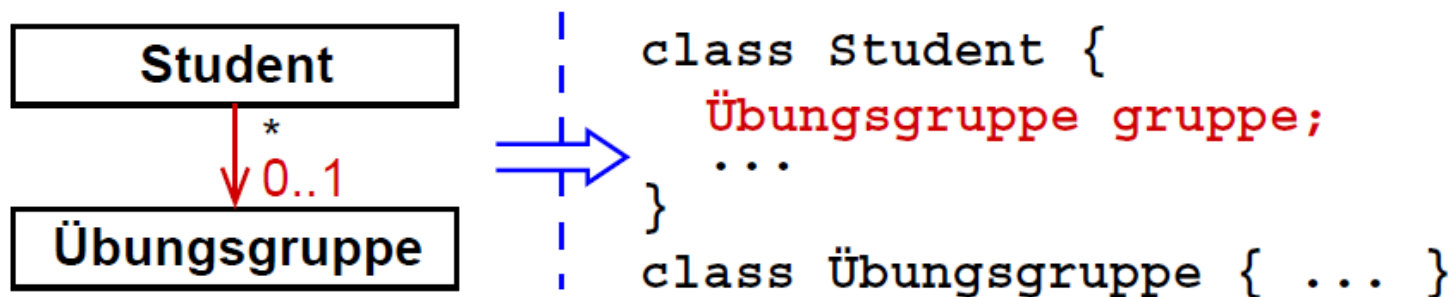 Student
*
0..1
Übungsgruppe
class Student {
Übungsgruppe gruppe;
...
}
class Übungsgruppe { ... }